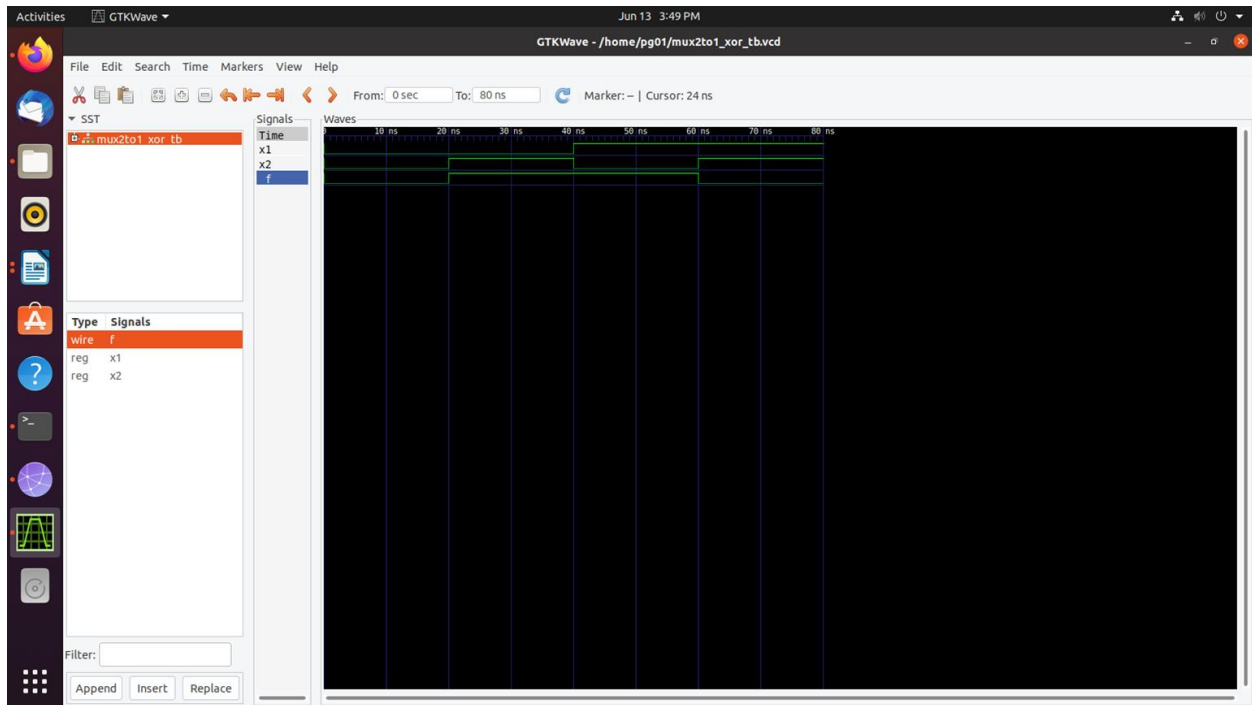 Activities GTKWave Jun 13 3:49 PM
GTKWave - /home/pg01/mux2to1_xor_tb.vcd
File Edit Search Time Markers View Help
From: 0 sec To: 80 ns Marker: -- | Cursor: 24 ns
SST
mux2to1_xor_tb
Type Signals
wire f
reg x1
reg x2
Filter:
Append Insert Replace
Signals
Time
x1
x2
f
Waves
0 10 ns 20 ns 30 ns 40 ns 50 ns 60 ns 70 ns 80 ns